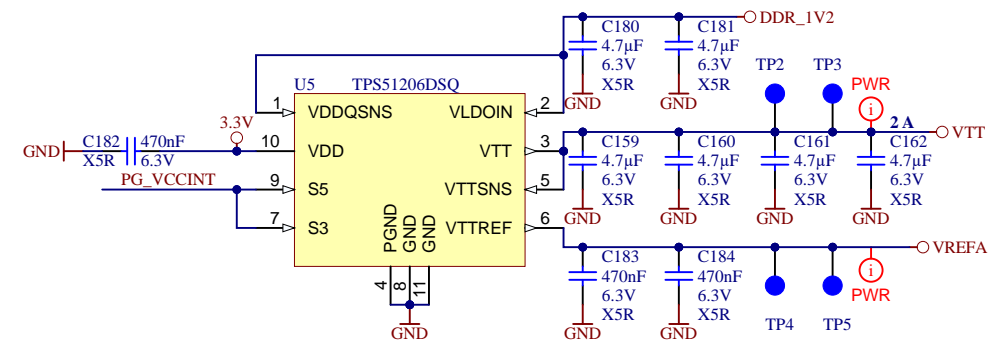 C180
4.7µF
6.3V
X5R
GND
C181
4.7µF
6.3V
X5R
GND
DDR_1V2
U5
TPS51206DSQ
TP2
TP3
PWR
i
1
VDDQSNS
VLDOIN
2
3.3V
GND
C182
470nF
X5R
6.3V
10
VDD
VTT
3
2 A
VTT
C159
4.7µF
6.3V
X5R
GND
C160
4.7µF
6.3V
X5R
GND
C161
4.7µF
6.3V
X5R
GND
C162
4.7µF
6.3V
X5R
GND
PG_VCCINT
9
S5
VTTSNS
5
7
S3
VTTREF
6
PGND
GND
GND
4
8
11
GND
VREFA
C183
470nF
6.3V
X5R
GND
C184
470nF
6.3V
X5R
GND
i
PWR
TP4
TP5